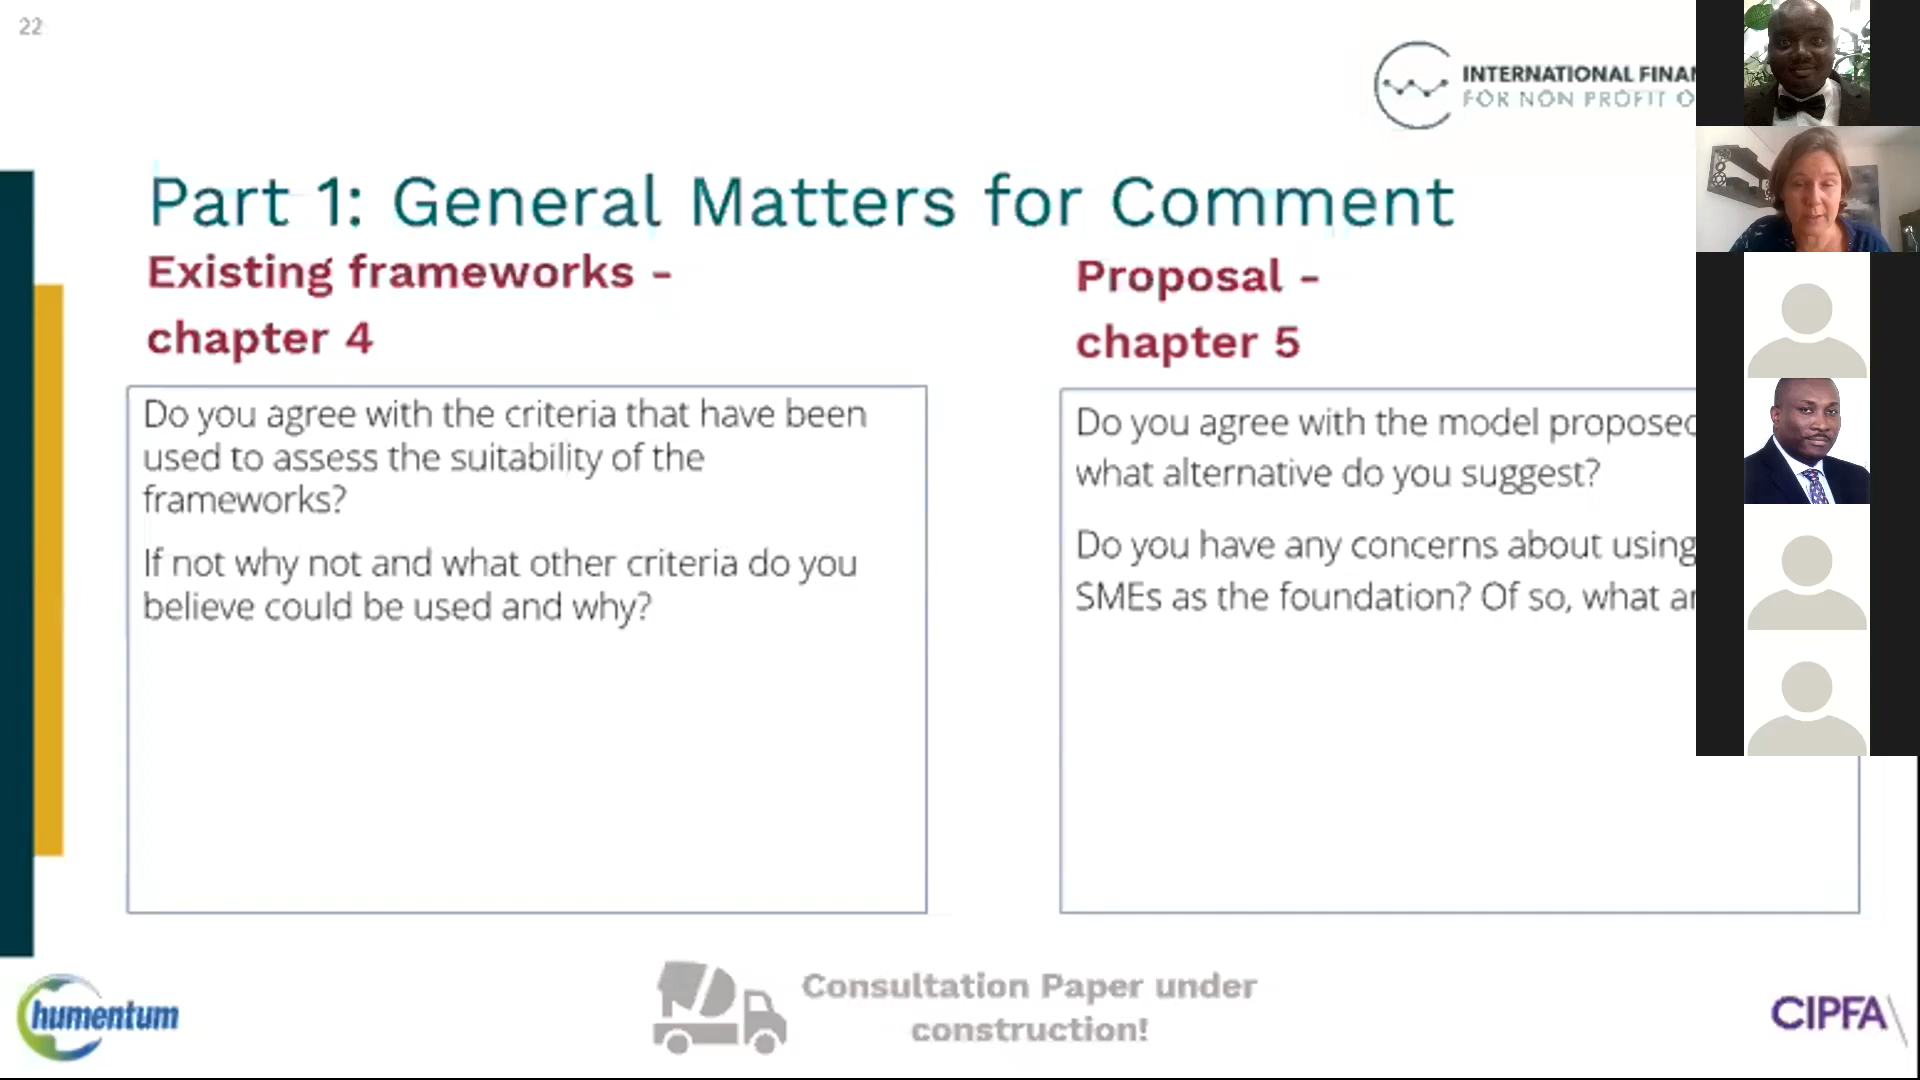 22
INTERNATIONAL FINAN
FOR NON PROFIT O
Part 1: General Matters for Comment
Existing frameworks -
chapter 4
Do you agree with the criteria that have been
used to assess the suitability of the
frameworks?
If not why not and what other criteria do you
believe could be used and why?
Proposal -
chapter 5
Do you agree with the model proposed
what alternative do you suggest?
Do you have any concerns about using
SMEs as the foundation? Of so, what
humentum
Consultation Paper under
construction!
CIPFA